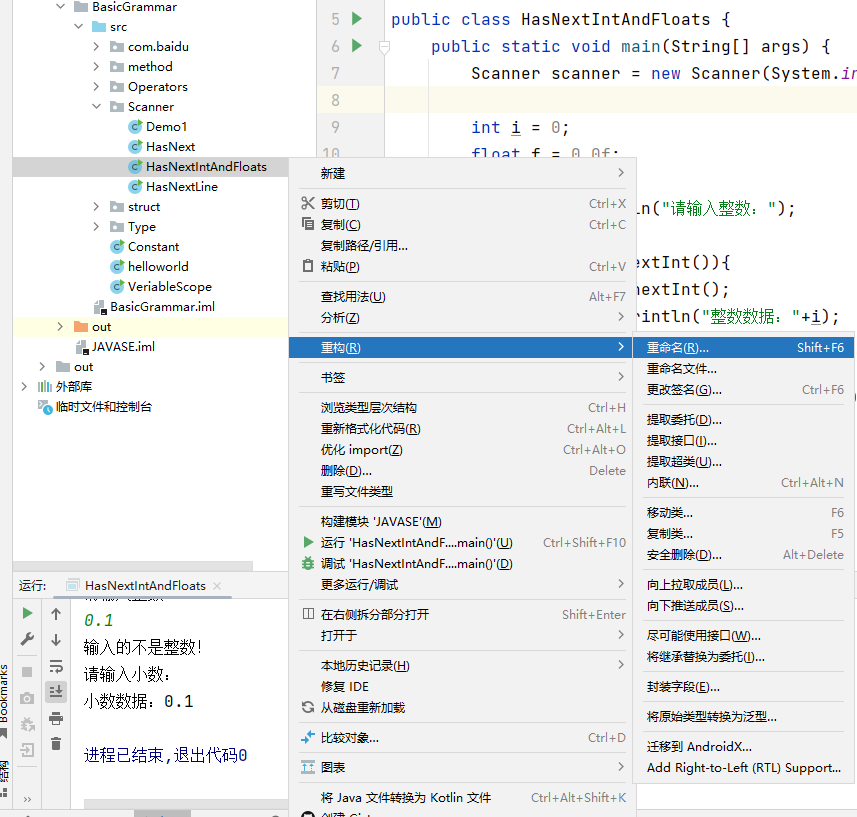 BasicGrammar
src
com.baidu
method
Operators
Scanner
Demo1
HasNext
HasNextIntAndFloats
HasNextLine
struct
Type
Constant
helloworld
VeriableScope
BasicGrammar.iml
out
JAVASE.iml
out
外部库
临时文件和控制台
5 public class HasNextIntAndFloats {
6 public static void main(String[] args) {
7 Scanner scanner = new Scanner(System.in
8
9 int i = 0;
10 float f = 0.0f;
ln("请输入整数：");
extInt()){
nextInt();
rintln("整数数据："+i);
新建
剪切(T) Ctrl+X
复制(C) Ctrl+C
复制路径/引用...
粘贴(P) Ctrl+V
查找用法(U) Alt+F7
分析(Z)
重构(R)
书签
浏览类型层次结构 Ctrl+H
重新格式化代码(R) Ctrl+Alt+L
优化 import(Z) Ctrl+Alt+O
删除(D)... Delete
重写文件类型
构建模块 'JAVASE'(M)
运行 'HasNextIntAndF....main()'(U) Ctrl+Shift+F10
调试 'HasNextIntAndF....main()'(D)
更多运行/调试
在右侧拆分部分打开 Shift+Enter
打开于
本地历史记录(H)
修复 IDE
从磁盘重新加载
比较对象... Ctrl+D
图表
将 Java 文件转换为 Kotlin 文件 Ctrl+Alt+Shift+K
重命名(R)... Shift+F6
重命名文件...
更改签名(G)... Ctrl+F6
提取委托(D)...
提取接口(I)...
提取超类(U)...
内联(N)... Ctrl+Alt+N
移动类... F6
复制类... F5
安全删除(D)... Alt+Delete
向上拉取成员(L)...
向下推送成员(S)...
尽可能使用接口(W)...
将继承替换为委托(I)...
封装字段(E)...
将原始类型转换为泛型...
迁移到 AndroidX...
Add Right-to-Left (RTL) Support...
运行: HasNextIntAndFloats
0.1
输入的不是整数！
请输入小数：
小数数据：0.1
进程已结束,退出代码0
Bookmarks
结构